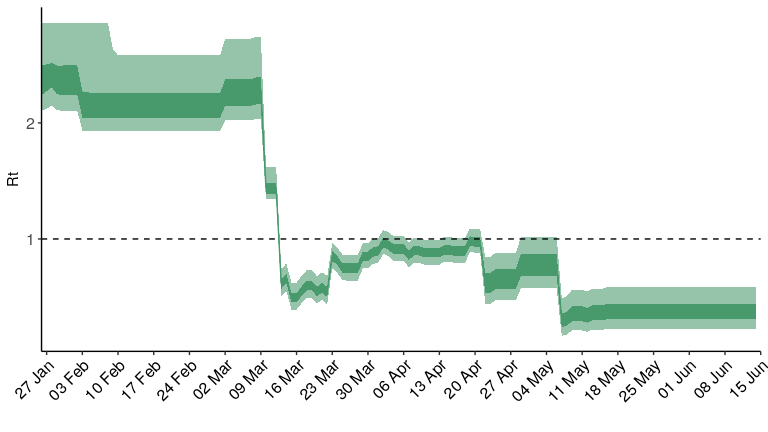 Rt
2
1
27 Jan
03 Feb
10 Feb
17 Feb
24 Feb
02 Mar
09 Mar
16 Mar
23 Mar
30 Mar
06 Apr
13 Apr
20 Apr
27 Apr
04 May
11 May
18 May
25 May
01 Jun
08 Jun
15 Jun